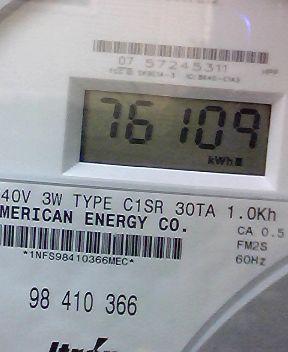 07 57245311
76109
kWh
40V 3W TYPE C1SR 30TA 1.0Kh
MERICAN ENERGY CO.
CA 0.5
FM2S
60Hz
*1NFS98410366MEC*
98 410 366
Itron